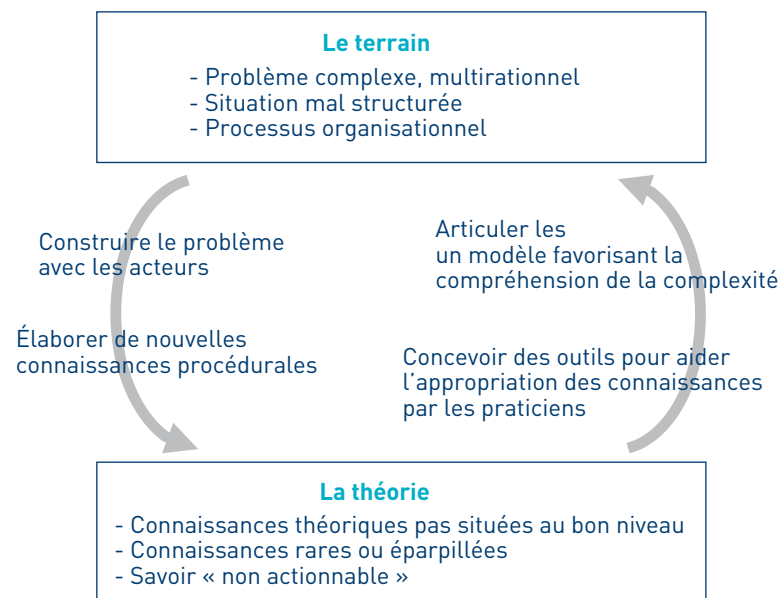 Le terrain
- Problème complexe, multirationnel
- Situation mal structurée
- Processus organisationnel
Construire le problème
avec les acteurs
Élaborer de nouvelles
connaissances procédurales
Articuler les
un modèle favorisant la
compréhension de la complexité
Concevoir des outils pour aider
l’appropriation des connaissances
par les praticiens
La théorie
- Connaissances théoriques pas situées au bon niveau
- Connaissances rares ou éparpillées
- Savoir « non actionnable »